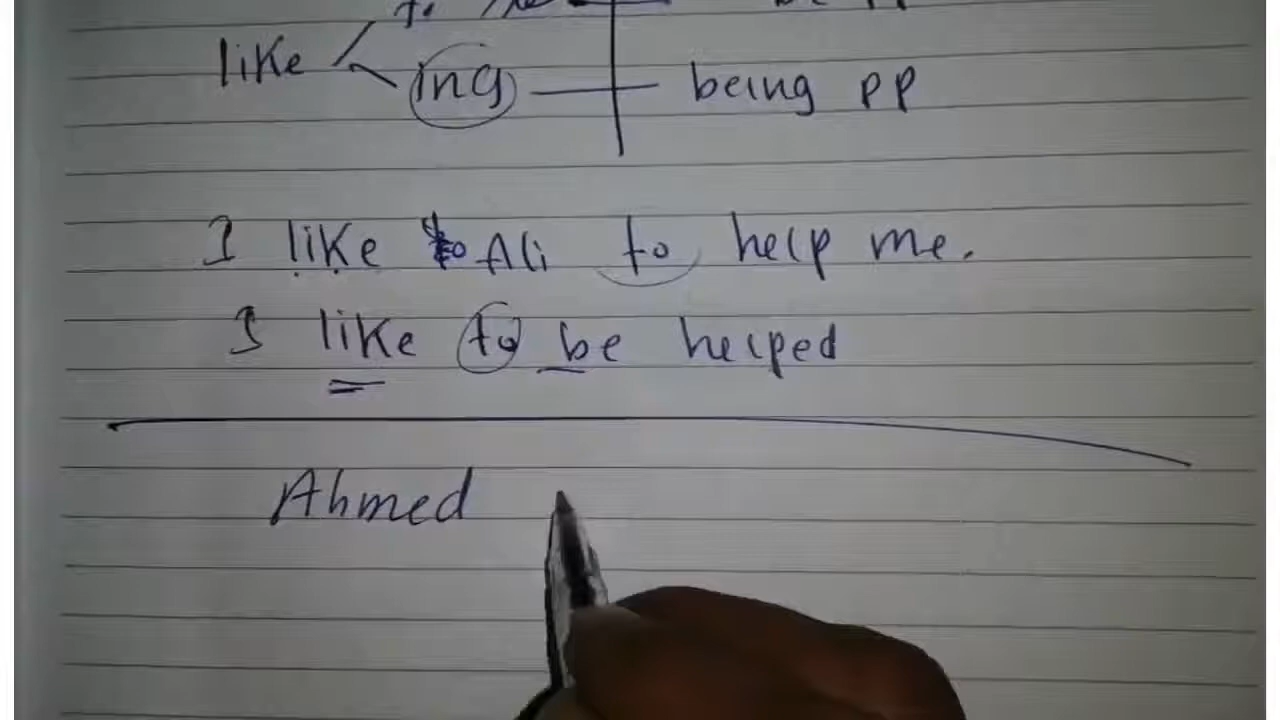 like
ing being pp
I like Ali to help me.
I like to be helped
Ahmed